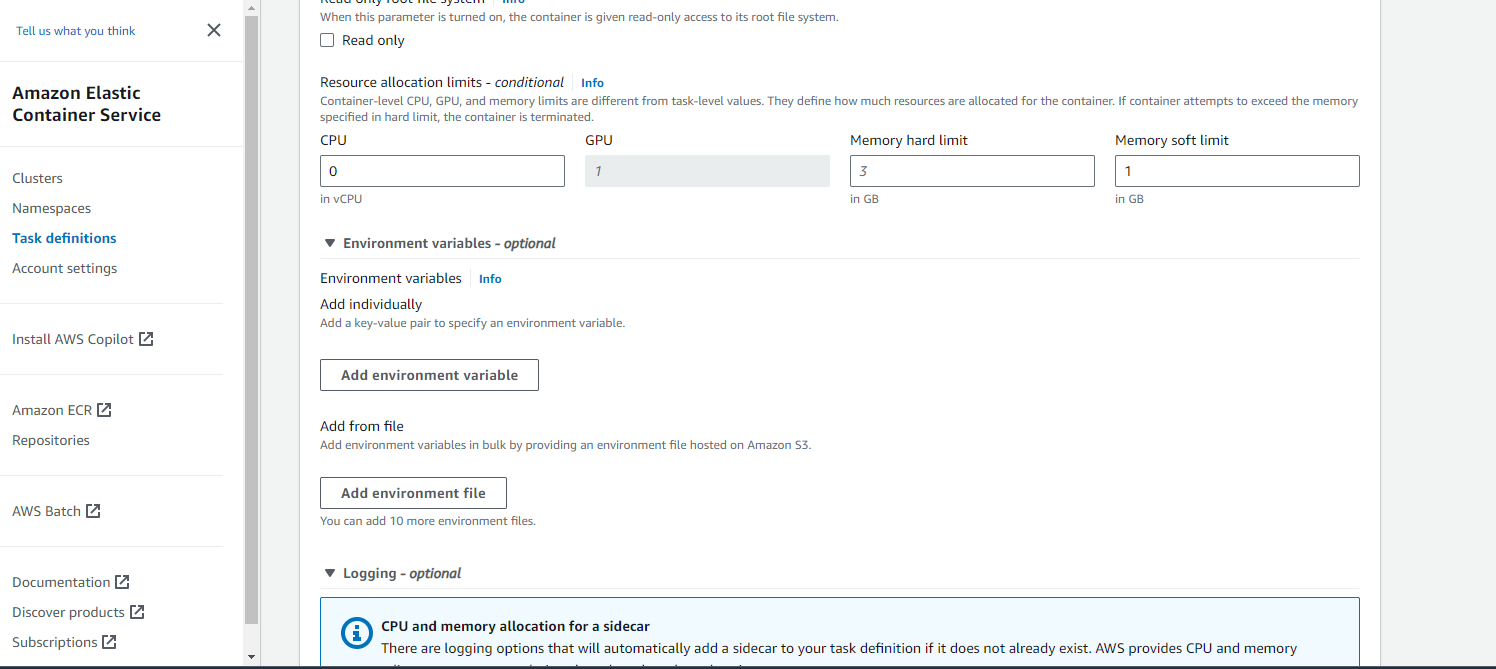 Tell us what you think
Amazon Elastic
Container Service
Clusters
Namespaces
Task definitions
Account settings
Install AWS Copilot
Amazon ECR
Repositories
AWS Batch
Documentation
Discover products
Subscriptions
Read only root file system Info
When this parameter is turned on, the container is given read-only access to its root file system.
Read only
Resource allocation limits - conditional Info
Container-level CPU, GPU, and memory limits are different from task-level values. They define how much resources are allocated for the container. If container attempts to exceed the memory
specified in hard limit, the container is terminated.
CPU GPU Memory hard limit Memory soft limit
0 1 3 1
in vCPU in GB in GB
Environment variables - optional
Environment variables Info
Add individually
Add a key-value pair to specify an environment variable.
Add environment variable
Add from file
Add environment variables in bulk by providing an environment file hosted on Amazon S3.
Add environment file
You can add 10 more environment files.
Logging - optional
CPU and memory allocation for a sidecar
There are logging options that will automatically add a sidecar to your task definition if it does not already exist. AWS provides CPU and memory